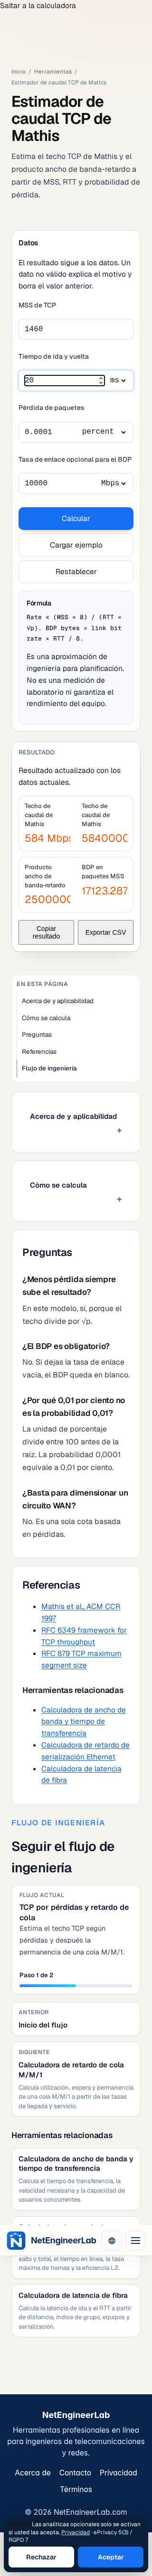 Saltar a la calculadora
Inicio / Herramientas /
Estimador de caudal TCP de Mathis
Estimador de
caudal TCP de
Mathis
Estima el techo TCP de Mathis y el
producto ancho de banda-retardo a
partir de MSS, RTT y probabilidad de
pérdida.
Datos
El resultado sigue a los datos. Un
dato no válido explica el motivo y
borra el valor anterior.
MSS de TCP
1460
Tiempo de ida y vuelta
20 ms
Pérdida de paquetes
0.0001 percent
Tasa de enlace opcional para el BDP
10000 Mbps
Calcular
Cargar ejemplo
Restablecer
Fórmula
Rate < (MSS × 8) / (RTT ×
√p). BDP bytes = link bit
rate × RTT / 8.
Es una aproximación de
ingeniería para planificación.
No es una medición de
laboratorio ni garantiza el
rendimiento del equipo.
RESULTADO
Resultado actualizado con los
datos actuales.
Techo de
caudal de
Mathis
584 Mbps
Techo de
caudal de
Mathis
5840000
Producto
ancho de
banda-retardo
2500000
BDP en
paquetes MSS
17123.287
Copiar
resultado
Exportar CSV
EN ESTA PÁGINA
Acerca de y aplicabilidad
Cómo se calcula
Preguntas
Referencias
Flujo de ingeniería
Acerca de y aplicabilidad
+
Cómo se calcula
+
Preguntas
¿Menos pérdida siempre
sube el resultado?
En este modelo, sí, porque el
techo divide por √p.
¿El BDP es obligatorio?
No. Si dejas la tasa de enlace
vacía, el BDP queda en blanco.
¿Por qué 0,01 por ciento no
es la probabilidad 0,01?
La unidad de porcentaje
divide entre 100 antes de la
raíz. La probabilidad 0.0001
equivale a 0,01 por ciento.
¿Basta para dimensionar un
circuito WAN?
No. Es una sola cota basada
en pérdidas.
Referencias
Mathis et al., ACM CCR
1997
RFC 6349 framework for
TCP throughput
RFC 879 TCP maximum
segment size
Herramientas relacionadas
Calculadora de ancho de
banda y tiempo de
transferencia
Calculadora de retardo de
serialización Ethernet
Calculadora de latencia
de fibra
FLUJO DE INGENIERÍA
Seguir el flujo de
ingeniería
FLUJO ACTUAL
TCP por pérdidas y retardo de
cola
Estima el techo TCP según
pérdidas y después la
permanencia de una cola M/M/1.
Paso 1 de 2
ANTERIOR
Inicio del flujo
SIGUIENTE
Calculadora de retardo de cola
M/M/1
Calcula utilización, espera y permanencia
de una cola M/M/1 a partir de las tasas
de llegada y servicio.
Herramientas relacionadas
Calculadora de ancho de banda y
tiempo de transferencia
Calcula el tiempo de transferencia, la
velocidad necesaria y la capacidad de
usuarios concurrentes.
NetEngineerLab
salto y total, el tiempo en línea, la tasa
máxima de tramas y la eficiencia L2.
Calculadora de latencia de fibra
Calcula la latencia de ida y el RTT a partir
de distancia, índice de grupo, equipos y
serialización.
NetEngineerLab
Herramientas profesionales en línea
para ingenieros de telecomunicaciones
y redes.
Acerca de Contacto Privacidad
Términos
© 2026 NetEngineerLab.com
Las analíticas opcionales solo se activan
si usted las acepta. Privacidad · ePrivacy 5(3) /
RGPD 7
Rechazar
Aceptar